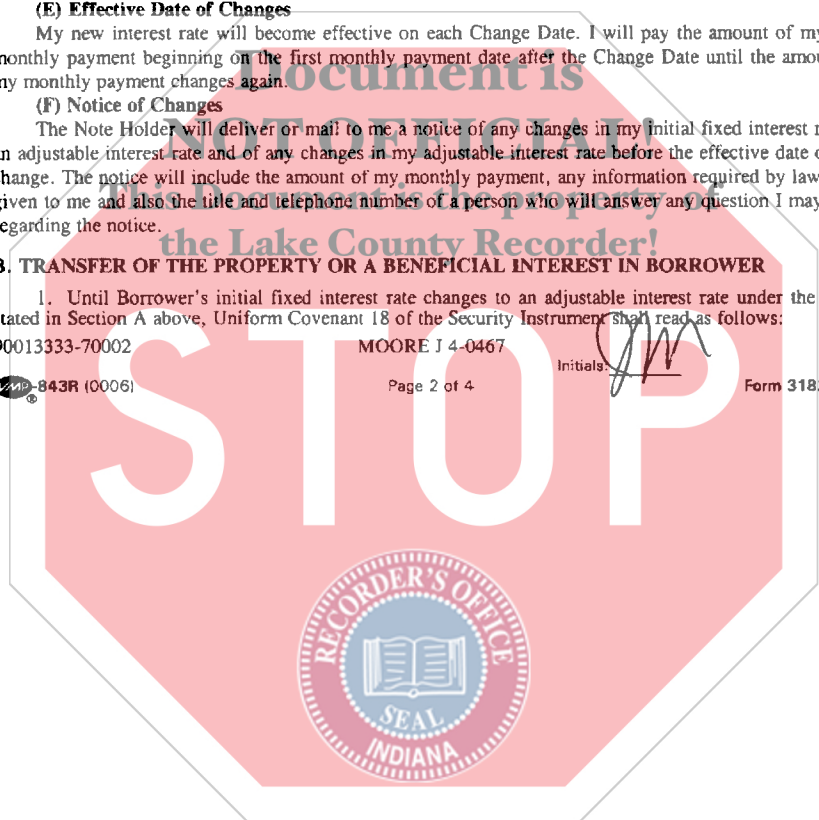 (E) Effective Date of Changes
My new interest rate will become effective on each Change Date. I will pay the amount of my
monthly payment beginning on the first monthly payment date after the Change Date until the amou
my monthly payment changes again.
Document is
(F) Notice of Changes
NOT OFFICIAL!
The Note Holder will deliver or mail to me a notice of any changes in my initial fixed interest r
n adjustable interest rate and of any changes in my adjustable interest rate before the effective date o
hange. The notice will include the amount of my monthly payment, any information required by law
This Document is the property of
given to me and also the title and telephone number of a person who will answer any question I may
egarding the notice.
the Lake County Recorder!
B. TRANSFER OF THE PROPERTY OR A BENEFICIAL INTEREST IN BORROWER
1. Until Borrower's initial fixed interest rate changes to an adjustable interest rate under the
tated in Section A above, Uniform Covenant 18 of the Security Instrument shall read as follows:
90013333-70002 MOORE J 4-0467
Initials: JM
VMP®-843R (0006) Page 2 of 4 Form 318
STOP
RECORDER'S OFFICE
SEAL
INDIANA